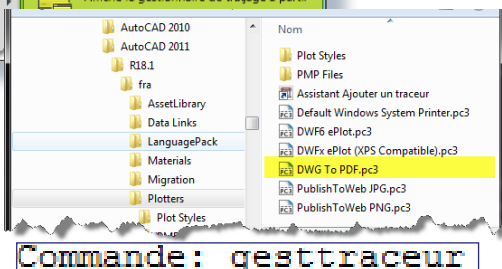 Affiche le gestionnaire de traçage à part...
AutoCAD 2010
AutoCAD 2011
R18.1
fra
AssetLibrary
Data Links
LanguagePack
Materials
Migration
Plotters
Plot Styles
Nom
Plot Styles
PMP Files
Assistant Ajouter un traceur
Default Windows System Printer.pc3
DWF6 ePlot.pc3
DWFx ePlot (XPS Compatible).pc3
DWG To PDF.pc3
PublishToWeb JPG.pc3
PublishToWeb PNG.pc3
Commande: gesttraceur